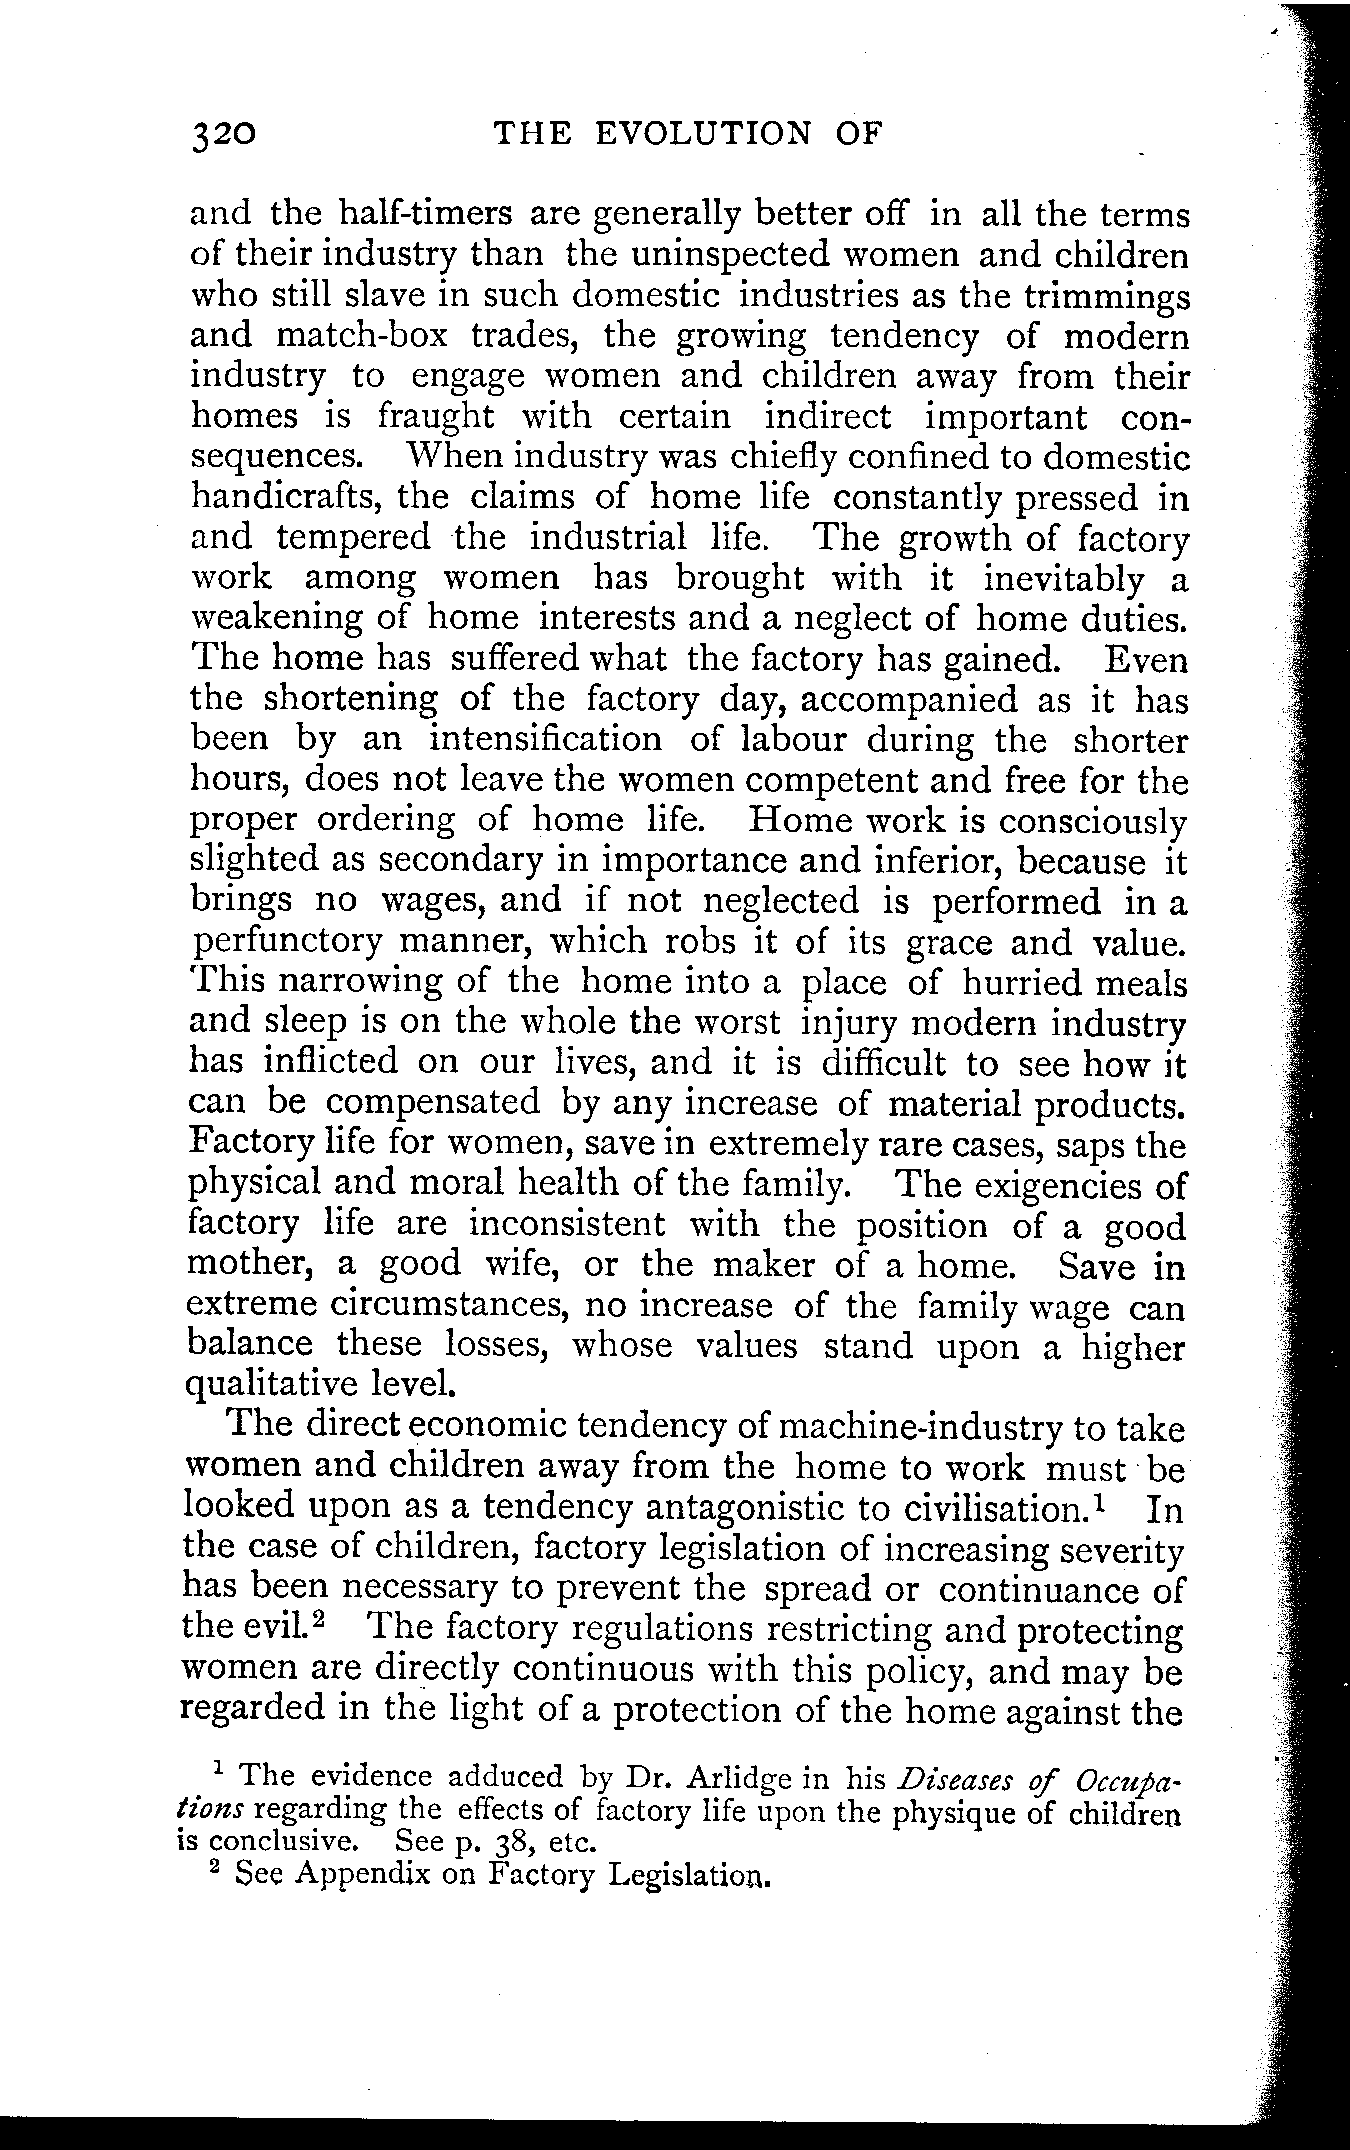 320 THE EVOLUTION OF
and the half-timers are generally better off in all the terms
of their industry than the uninspected women and children
who still slave in such domestic industries as the trimmings
and match-box trades, the growing tendency of modern
industry to engage women and children away from their
homes is fraught with certain indirect important con-
sequences. When industry was chiefly confined to domestic
handicrafts, the claims of home life constantly pressed in
and tempered the industrial life. The growth of factory
work among women has brought with it inevitably a
weakening of home interests and a neglect of home duties.
The home has suffered what the factory has gained. Even
the shortening of the factory day, accompanied as it has
been by an intensification of labour during the shorter
hours, does not leave the women competent and free for the
proper ordering of home life. Home work is consciously
slighted as secondary in importance and inferior, because it
brings no wages, and if not neglected is performed in a
perfunctory manner, which robs it of its grace and value.
This narrowing of the home into a place of hurried meals
and sleep is on the whole the worst injury modern industry
has inflicted on our lives, and it is difficult to see how it
can be compensated by any increase of material products.
Factory life for women, save in extremely rare cases, saps the
physical and moral health of the family. The exigencies of
factory life are inconsistent with the position of a good
mother, a good wife, or the maker of a home. Save in
extreme circumstances, no increase of the family wage can
balance these losses, whose values stand upon a higher
qualitative level.
The direct economic tendency of machine-industry to take
women and children away from the home to work must be
looked upon as a tendency antagonistic to civilisation.¹ In
the case of children, factory legislation of increasing severity
has been necessary to prevent the spread or continuance of
the evil.² The factory regulations restricting and protecting
women are directly continuous with this policy, and may be
regarded in the light of a protection of the home against the
¹ The evidence adduced by Dr. Arlidge in his Diseases of Occupa-
tions regarding the effects of factory life upon the physique of children
is conclusive. See p. 38, etc.
² See Appendix on Factory Legislation.